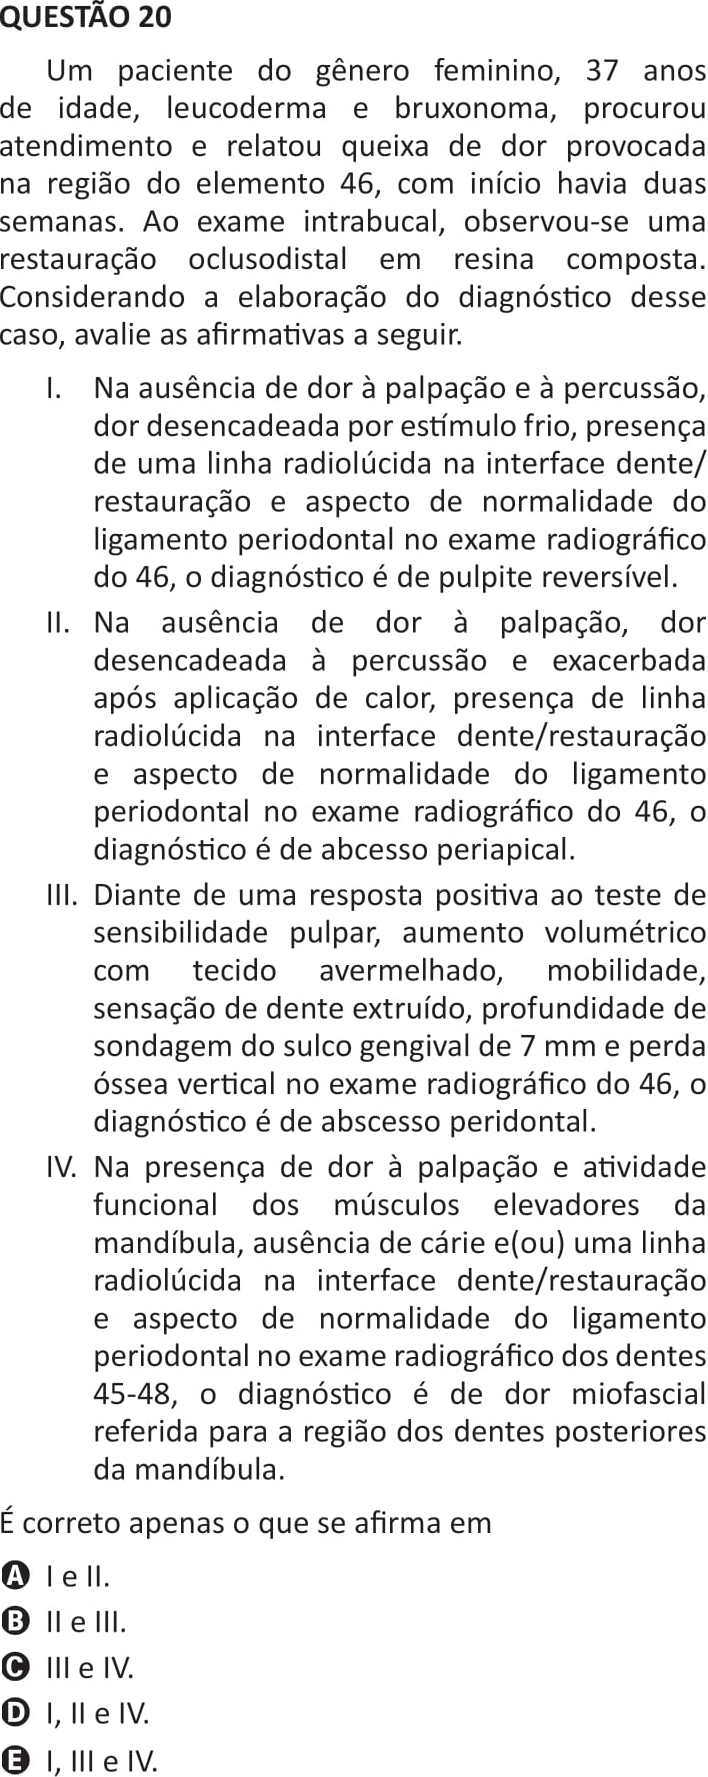 QUESTÃO 20
Um paciente do gênero feminino, 37 anos
de idade, leucoderma e bruxonoma, procurou
atendimento e relatou queixa de dor provocada
na região do elemento 46, com início havia duas
semanas. Ao exame intrabucal, observou-se uma
restauração oclusodistal em resina composta.
Considerando a elaboração do diagnóstico desse
caso, avalie as afirmativas a seguir.
I. Na ausência de dor à palpação e à percussão,
dor desencadeada por estímulo frio, presença
de uma linha radiolúcida na interface dente/
restauração e aspecto de normalidade do
ligamento periodontal no exame radiográfico
do 46, o diagnóstico é de pulpite reversível.
II. Na ausência de dor à palpação, dor
desencadeada à percussão e exacerbada
após aplicação de calor, presença de linha
radiolúcida na interface dente/restauração
e aspecto de normalidade do ligamento
periodontal no exame radiográfico do 46, o
diagnóstico é de abcesso periapical.
III. Diante de uma resposta positiva ao teste de
sensibilidade pulpar, aumento volumétrico
com tecido avermelhado, mobilidade,
sensação de dente extruído, profundidade de
sondagem do sulco gengival de 7 mm e perda
óssea vertical no exame radiográfico do 46, o
diagnóstico é de abscesso peridontal.
IV. Na presença de dor à palpação e atividade
funcional dos músculos elevadores da
mandíbula, ausência de cárie e(ou) uma linha
radiolúcida na interface dente/restauração
e aspecto de normalidade do ligamento
periodontal no exame radiográfico dos dentes
45-48, o diagnóstico é de dor miofascial
referida para a região dos dentes posteriores
da mandíbula.
É correto apenas o que se afirma em
A I e II.
B II e III.
C III e IV.
D I, II e IV.
E I, III e IV.